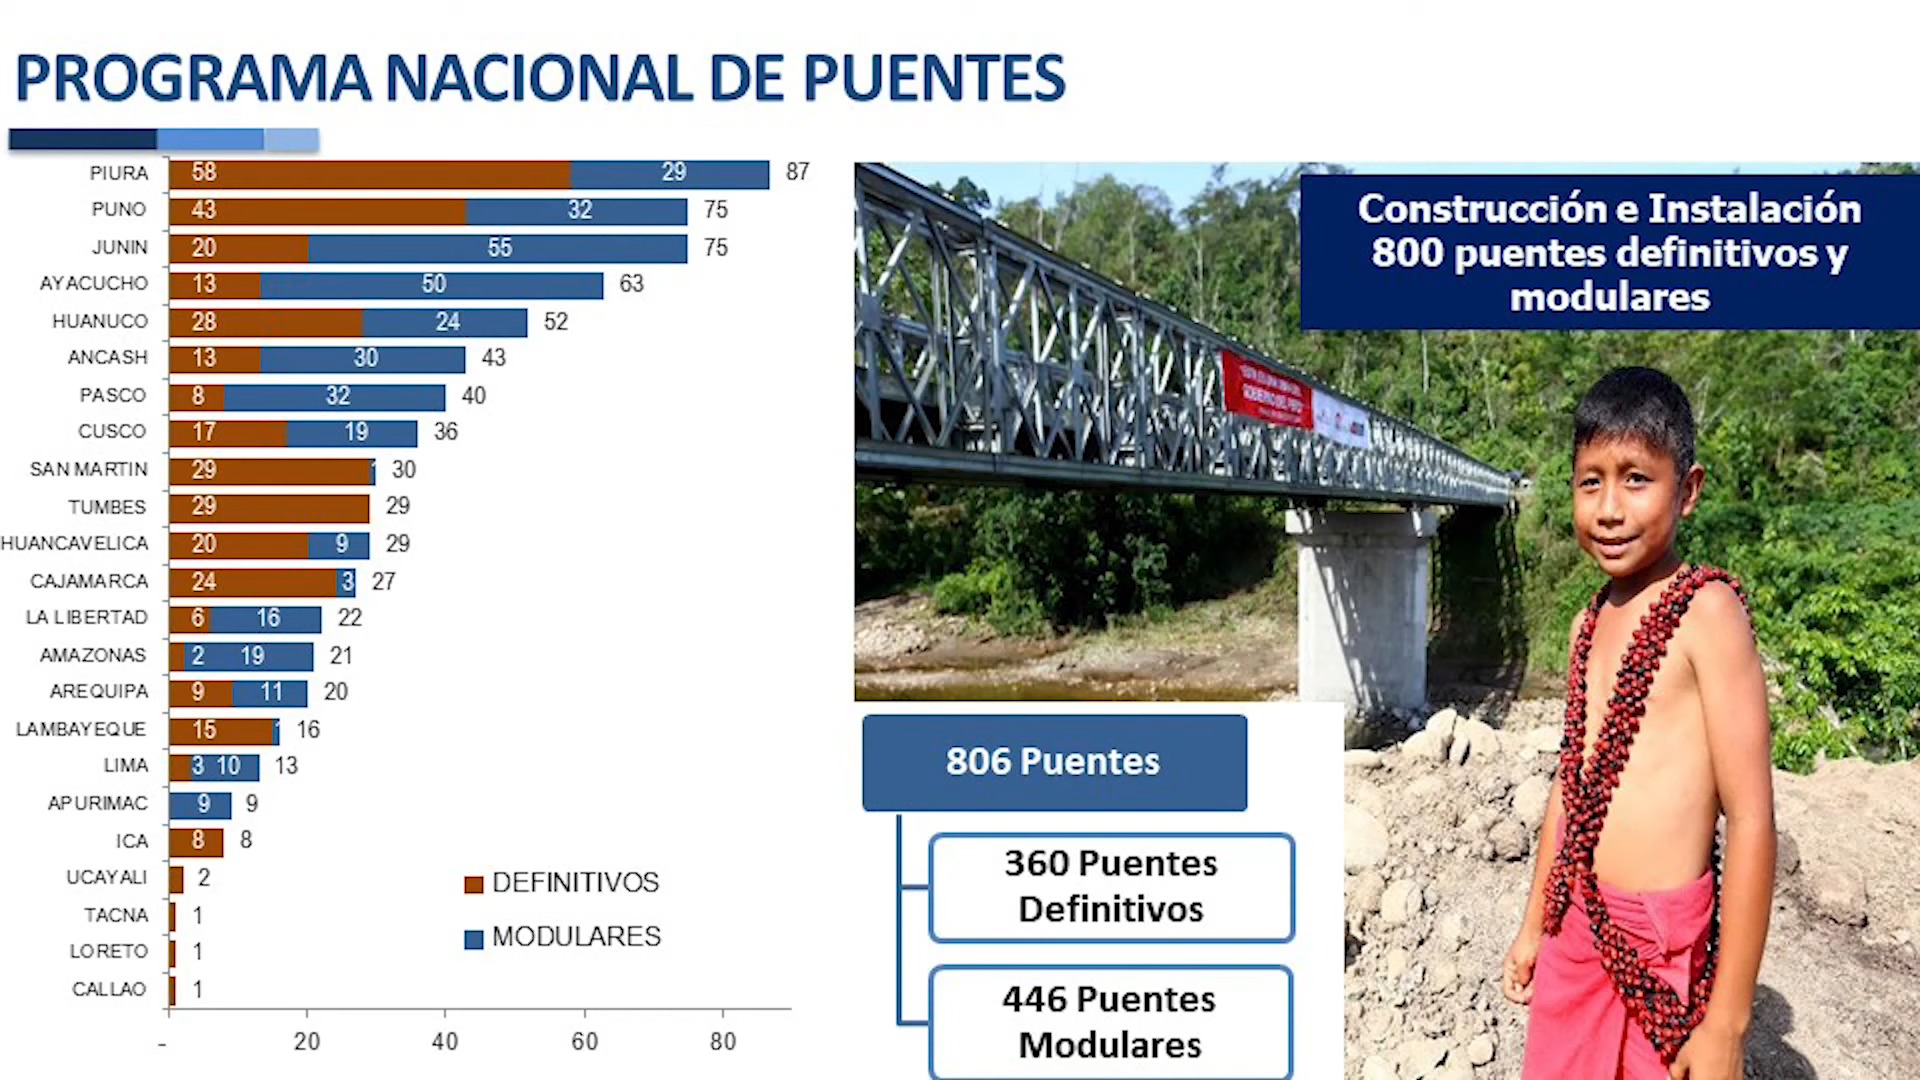 PROGRAMA NACIONAL DE PUENTES
PIURA 58 29 87
PUNO 43 32 75
JUNIN 20 55 75
AYACUCHO 13 50 63
HUANUCO 28 24 52
ANCASH 13 30 43
PASCO 8 32 40
CUSCO 17 19 36
SAN MARTIN 29 1 30
TUMBES 29 29
HUANCAVELICA 20 9 29
CAJAMARCA 24 3 27
LA LIBERTAD 6 16 22
AMAZONAS 2 19 21
AREQUIPA 9 11 20
LAMBAYEQUE 15 1 16
LIMA 3 10 13
APURIMAC 9 9
ICA 8 8
UCAYALI 2
TACNA 1
LORETO 1
CALLAO 1
- 20 40 60 80
DEFINITIVOS
MODULARES
Construcción e Instalación
800 puentes definitivos y
modulares
GOBIERNO DEL PERÚ
806 Puentes
360 Puentes
Definitivos
446 Puentes
Modulares